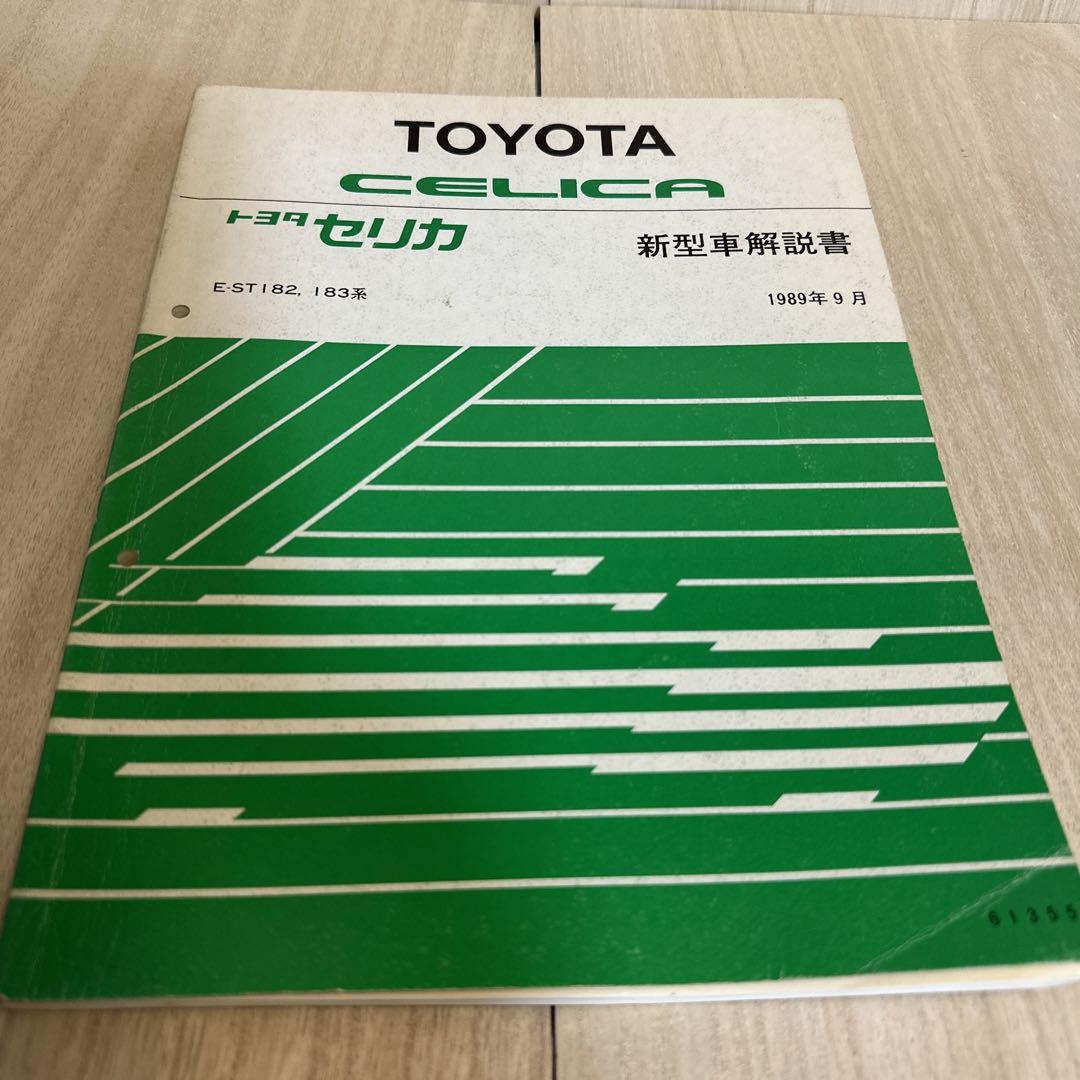 TOYOTA
CELICA
トヨタ セリカ
新型車解説書
E-ST182, 183系
1989年9月
61355